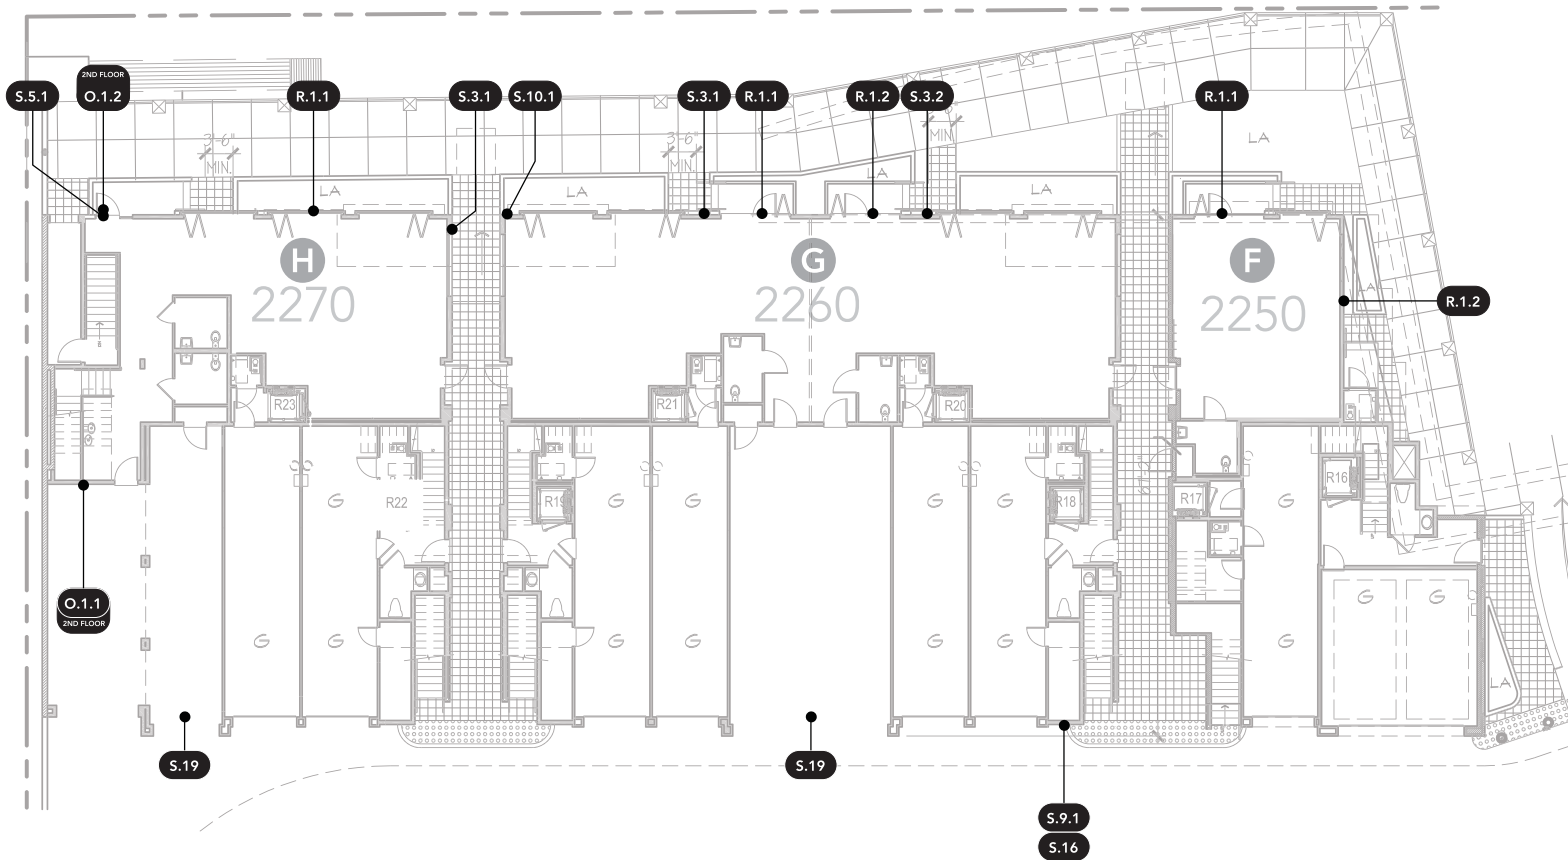 2ND FLOOR
S.5.1
O.1.2
R.1.1
S.3.1
S.10.1
S.3.1
R.1.1
R.1.2
S.3.2
R.1.1
3'-6"
MIN.
3'-6"
MIN.
MIN.
LA
LA
LA
LA
LA
LA
H
G
F
2270
2260
2250
R.1.2
R23
R21
R20
R22
R19
R18
R17
R16
G
G
G
G
G
G
G
G
G
G
G
G
G
G
O.1.1
2ND FLOOR
LA
S.19
S.19
S.9.1
S.16